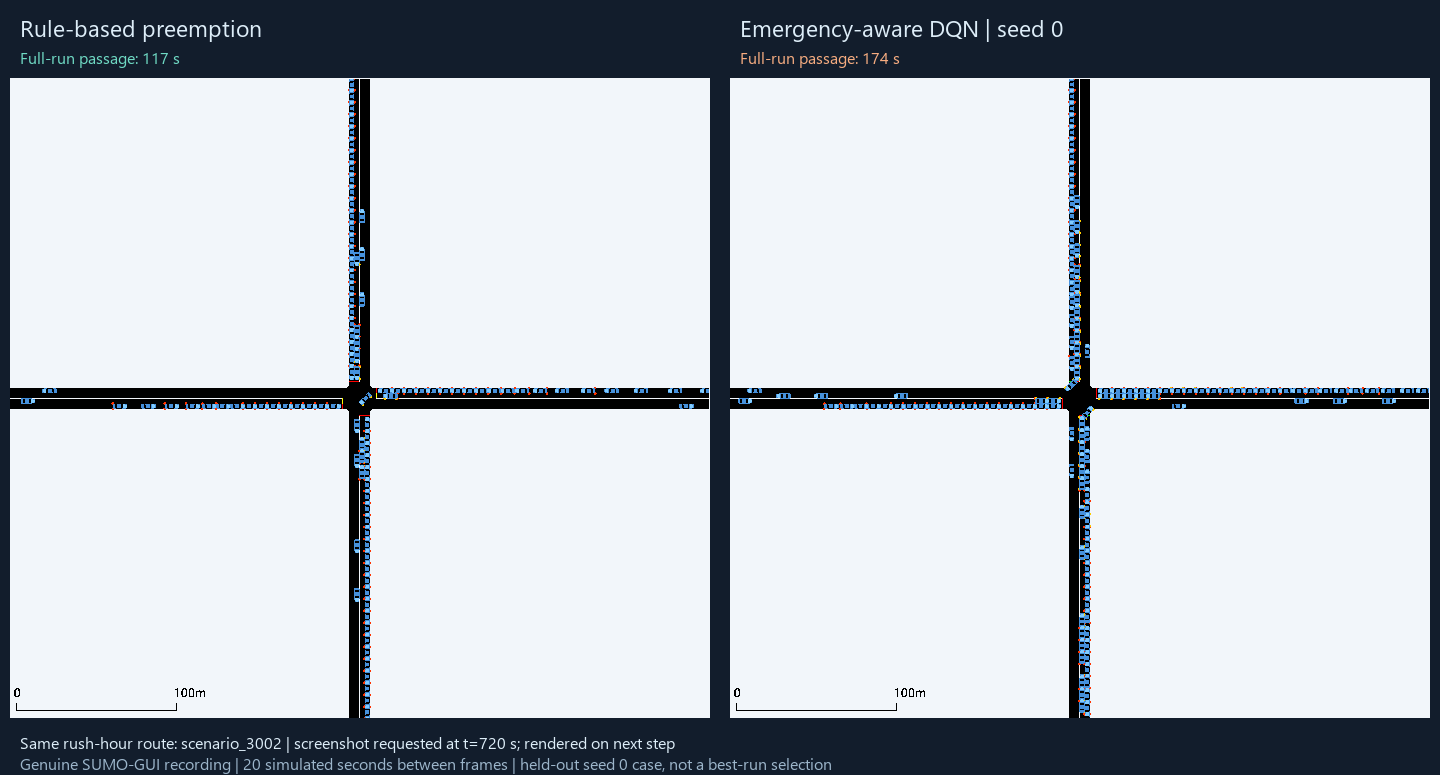 Rule-based preemption
Full-run passage: 117 s
Emergency-aware DQN | seed 0
Full-run passage: 174 s
0 100m
0 100m
Same rush-hour route: scenario_3002 | screenshot requested at t=720 s; rendered on next step
Genuine SUMO-GUI recording | 20 simulated seconds between frames | held-out seed 0 case, not a best-run selection